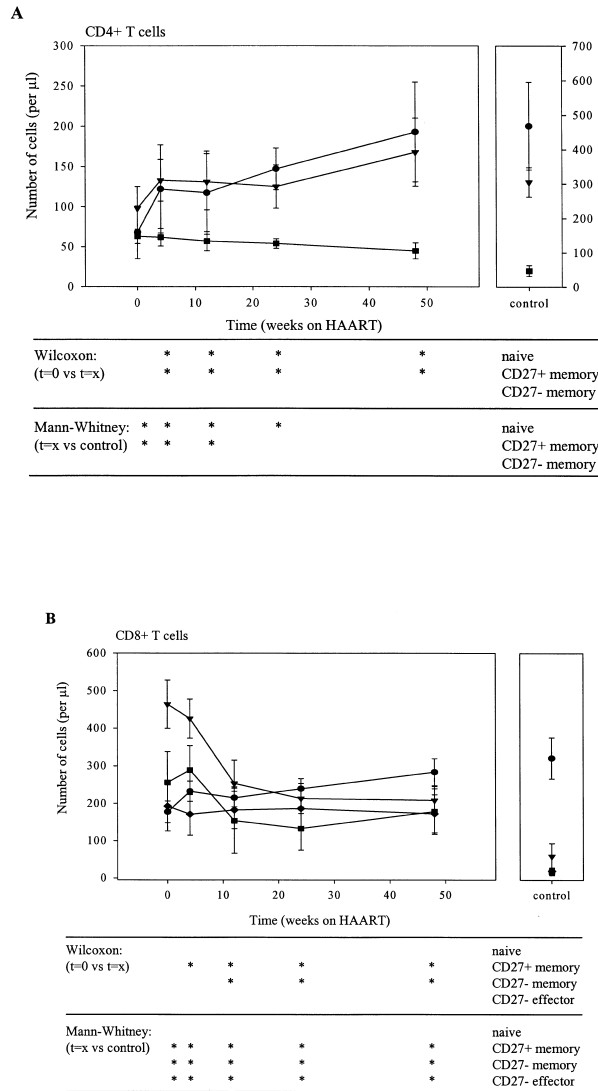 A
CD4+ T cells
Number of cells (per µl)
300
250
200
150
100
50
0
0 10 20 30 40 50
Time (weeks on HAART)
700
600
500
400
300
200
100
0
control
Wilcoxon: * * * * naive
(t=0 vs t=x) * * * * CD27+ memory
CD27- memory
Mann-Whitney: * * * * naive
(t=x vs control) * * * CD27+ memory
CD27- memory
B
CD8+ T cells
Number of cells (per µl)
600
500
400
300
200
100
0
0 10 20 30 40 50
Time (weeks on HAART)
control
Wilcoxon: naive
(t=0 vs t=x) * * * * CD27+ memory
* * * CD27- memory
CD27- effector
Mann-Whitney: naive
(t=x vs control) * * * * * CD27+ memory
* * * * * CD27- memory
* * * * * CD27- effector